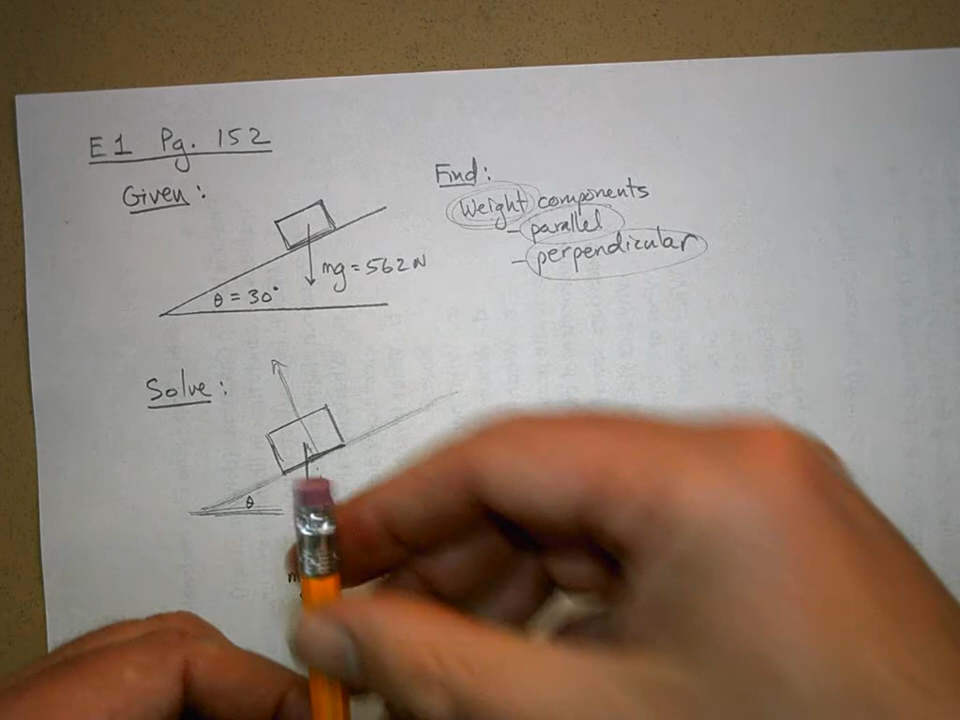 E1 Pg. 152
Given:
mg = 562 N
θ = 30°
Find:
Weight components
- parallel
- perpendicular
Solve:
θ